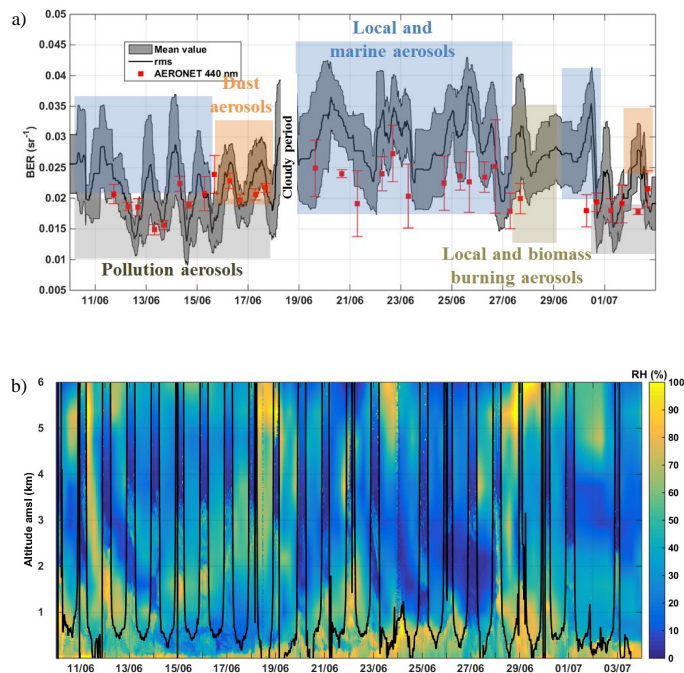 a)
0.05
0.045
0.04
0.035
0.03
0.025
0.02
0.015
0.01
0.005
BER (sr⁻¹)
Mean value
rms
AERONET 440 nm
Dust
aerosols
Cloudy period
Local and
marine aerosols
Pollution aerosols
Local and biomass
burning aerosols
11/06 13/06 15/06 17/06 19/06 21/06 23/06 25/06 27/06 29/06 01/07
b)
RH (%)
6
5
4
3
2
1
Altitude amsl (km)
100
90
80
70
60
50
40
30
20
10
0
11/06 13/06 15/06 17/06 19/06 21/06 23/06 25/06 27/06 29/06 01/07 03/07